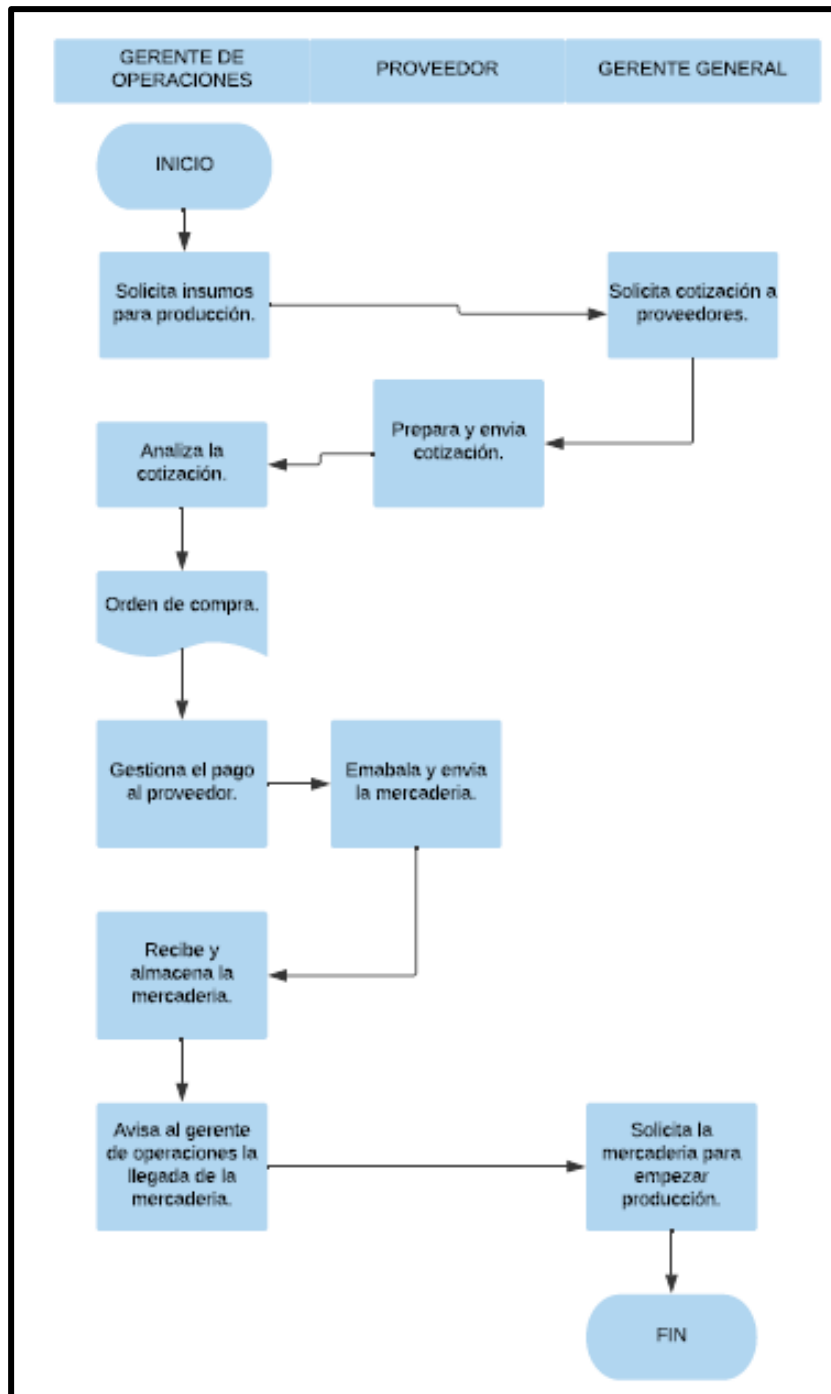 GERENTE DE
OPERACIONES
PROVEEDOR
GERENTE GENERAL
INICIO
Solicita insumos
para producción.
Solicita cotización a
proveedores.
Prepara y envia
cotización.
Analiza la
cotización.
Orden de compra.
Gestiona el pago
al proveedor.
Emabala y envia
la mercaderia.
Recibe y
almacena la
mercaderia.
Avisa al gerente
de operaciones la
llegada de la
mercaderia.
Solicita la
mercaderia para
empezar
producción.
FIN